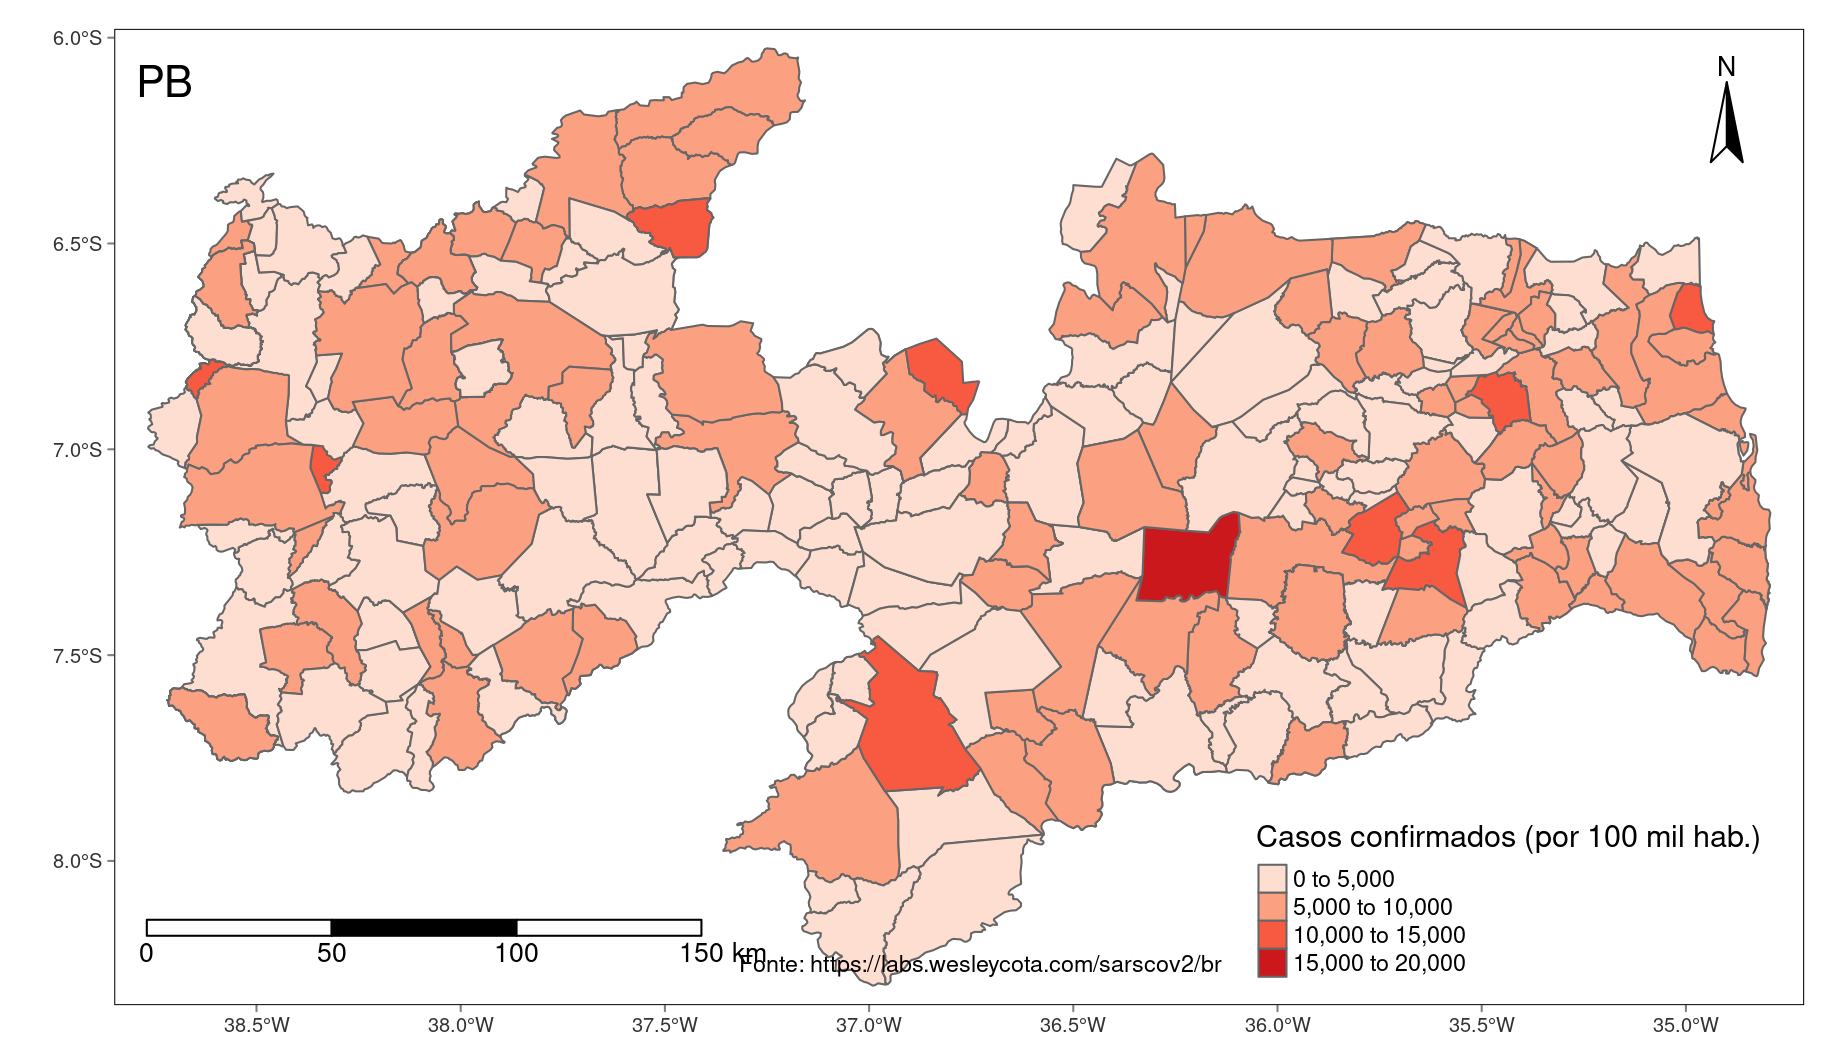 6.0°S
PB
N
6.5°S
7.0°S
7.5°S
8.0°S
Casos confirmados (por 100 mil hab.)
0 to 5,000
5,000 to 10,000
10,000 to 15,000
15,000 to 20,000
0 50 100 150 km
Fonte: https://labs.wesleycota.com/sarscov2/br
38.5°W 38.0°W 37.5°W 37.0°W 36.5°W 36.0°W 35.5°W 35.0°W